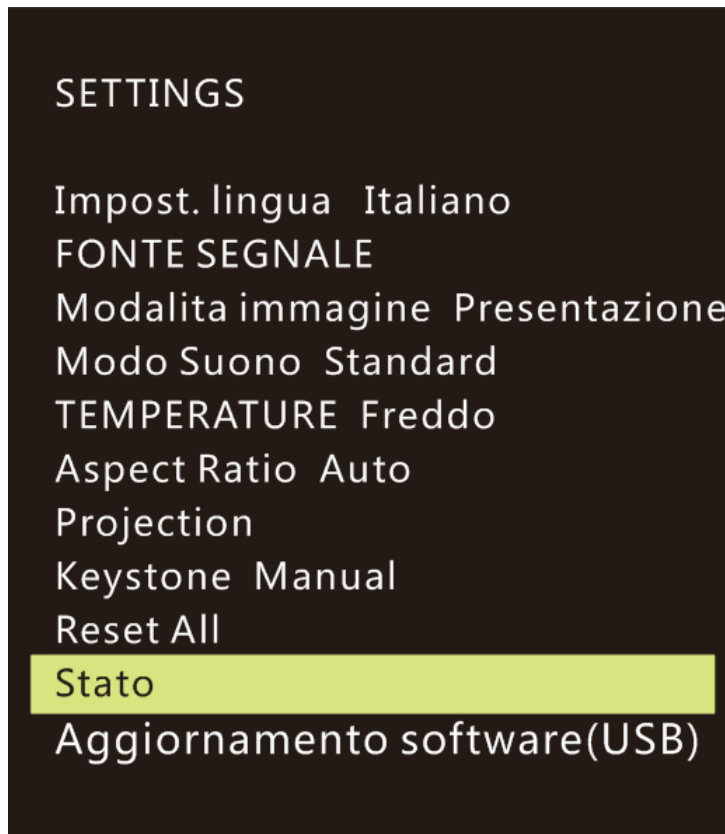 SETTINGS
Impost. lingua Italiano
FONTE SEGNALE
Modalita immagine Presentazione
Modo Suono Standard
TEMPERATURE Freddo
Aspect Ratio Auto
Projection
Keystone Manual
Reset All
Stato
Aggiornamento software(USB)